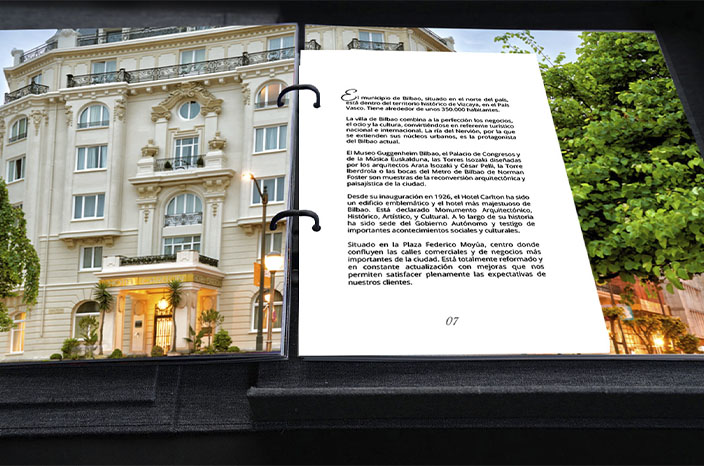 El municipio de Bilbao, situado en el norte del país,
está dentro del territorio histórico de Vizcaya, en el País
Vasco. Tiene alrededor de unos 350.000 habitantes.
La villa de Bilbao combina a la perfección los negocios,
el ocio y la cultura, convirtiéndose en referente turístico
nacional e internacional. La ría del Nervión, por la que
se extienden sus núcleos urbanos, es la protagonista
del Bilbao actual.
El Museo Guggenheim Bilbao, el Palacio de Congresos y
de la Música Euskalduna, las Torres Isozaki diseñadas
por los arquitectos Arata Isozaki y César Pelli, la Torre
Iberdrola o las bocas del Metro de Bilbao de Norman
Foster son muestras de la reconversión arquitectónica y
paisajística de la ciudad.
Desde su inauguración en 1926, el Hotel Carlton ha sido
un edificio emblemático y el hotel más majestuoso de
Bilbao. Está declarado Monumento Arquitectónico,
Histórico, Artístico, y Cultural. A lo largo de su historia
ha sido sede del Gobierno Autónomo y testigo de
importantes acontecimientos sociales y culturales.
Situado en la Plaza Federico Moyúa, centro donde
confluyen las calles comerciales y de negocios más
importantes de la ciudad. Está totalmente reformado y
en constante actualización con mejoras que nos
permiten satisfacer plenamente las expectativas de
nuestros clientes.
07